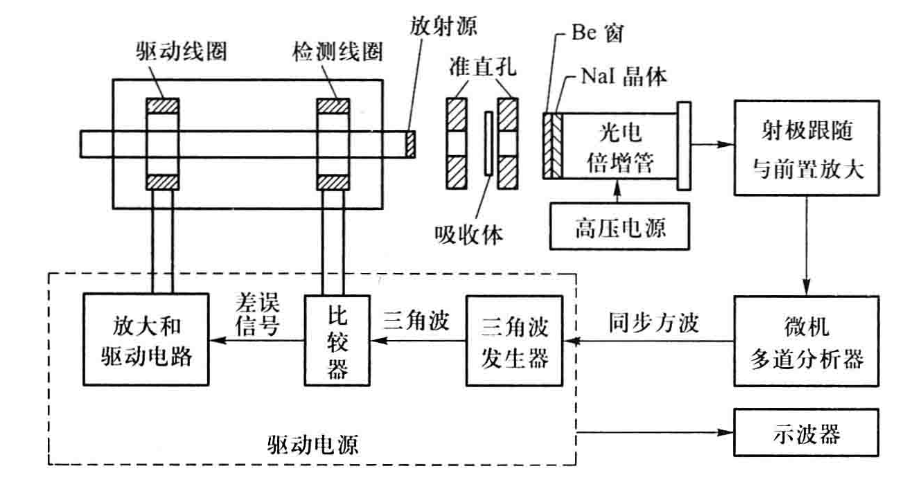 放射源
驱动线圈
检测线圈
Be 窗
准直孔
NaI 晶体
光电
倍增管
射极跟随
与前置放大
吸收体
高压电源
差误
信号
三角波
同步方波
放大和
驱动电路
比
较
器
三角波
发生器
微机
多道分析器
驱动电源
示波器